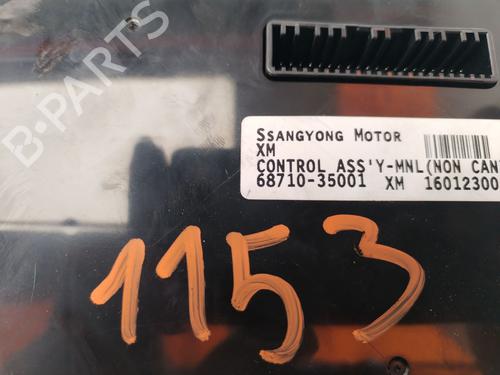 SSANGYONG MOTOR
XM
CONTROL ASS'Y-MNL(NON CAN
68710-35001 XM 16012300
1153
B-PARTS